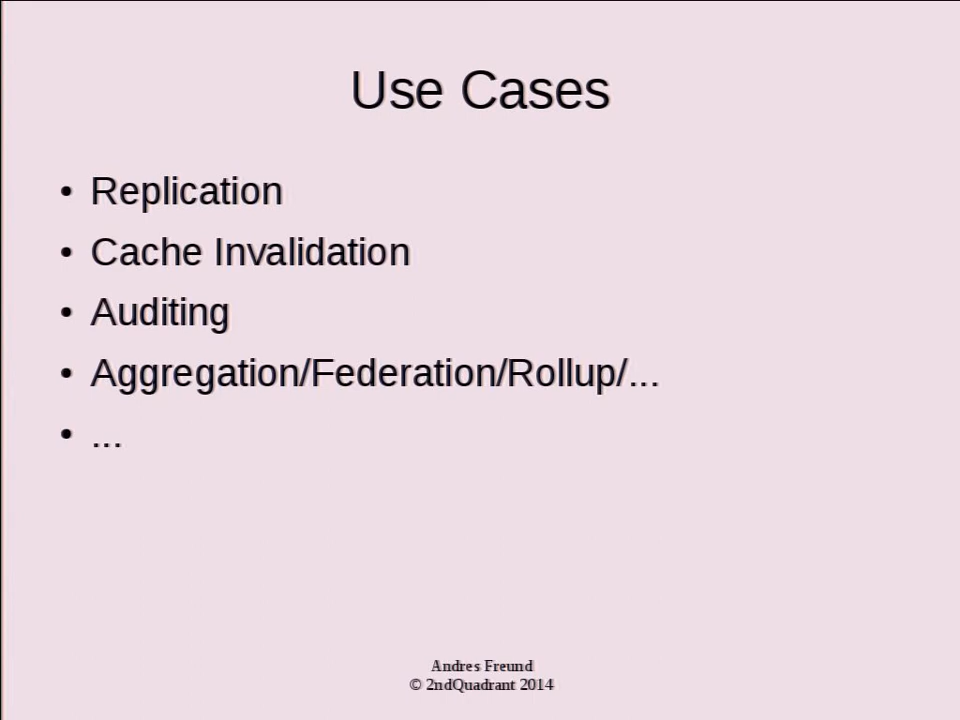 Use Cases
• Replication
• Cache Invalidation
• Auditing
• Aggregation/Federation/Rollup/...
• ...
Andres Freund
© 2ndQuadrant 2014